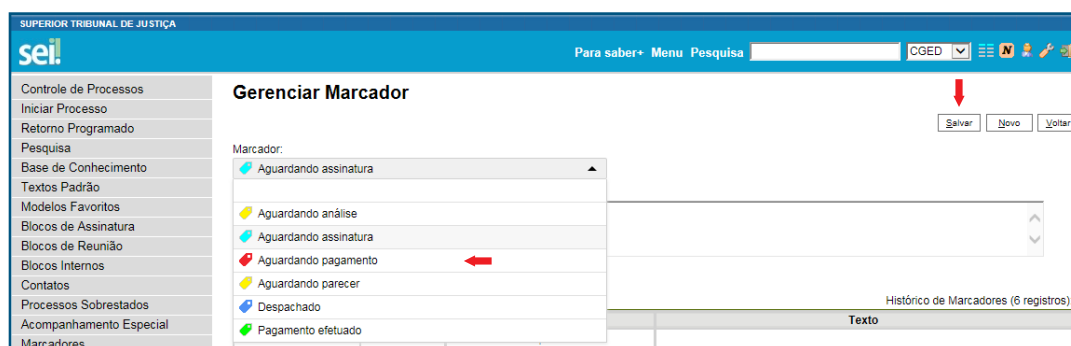 SUPERIOR TRIBUNAL DE JUSTIÇA
sei!
Para saber+ Menu Pesquisa
CGED
N
Controle de Processos
Iniciar Processo
Retorno Programado
Pesquisa
Base de Conhecimento
Textos Padrão
Modelos Favoritos
Blocos de Assinatura
Blocos de Reunião
Blocos Internos
Contatos
Processos Sobrestados
Acompanhamento Especial
Marcadores
Gerenciar Marcador
Salvar Novo Voltar
Marcador:
Aguardando assinatura
Aguardando análise
Aguardando assinatura
Aguardando pagamento
Aguardando parecer
Despachado
Pagamento efetuado
Histórico de Marcadores (6 registros)
Texto